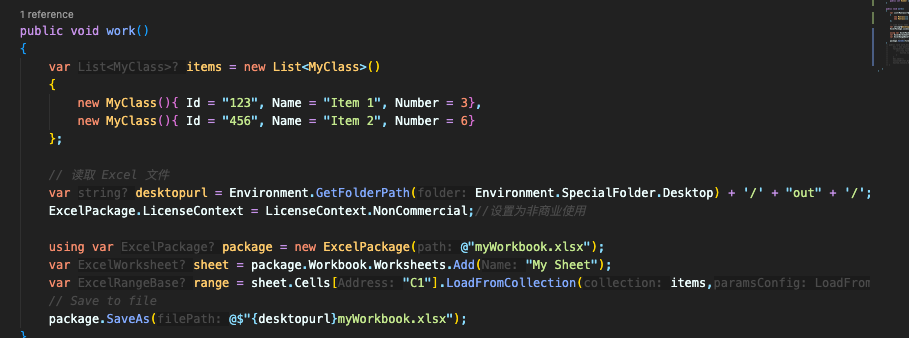 1 reference
public void work()
{
var List<MyClass>? items = new List<MyClass>()
{
new MyClass(){ Id = "123", Name = "Item 1", Number = 3},
new MyClass(){ Id = "456", Name = "Item 2", Number = 6}
};
// 读取 Excel 文件
var string? desktopurl = Environment.GetFolderPath(folder: Environment.SpecialFolder.Desktop) + '/' + "out" + '/';
ExcelPackage.LicenseContext = LicenseContext.NonCommercial;//设置为非商业使用
using var ExcelPackage? package = new ExcelPackage(path: @"myWorkbook.xlsx");
var ExcelWorksheet? sheet = package.Workbook.Worksheets.Add(Name: "My Sheet");
var ExcelRangeBase? range = sheet.Cells[Address: "C1"].LoadFromCollection(collection: items,paramsConfig: LoadFrom
// Save to file
package.SaveAs(filePath: @$"{desktopurl}myWorkbook.xlsx");
}